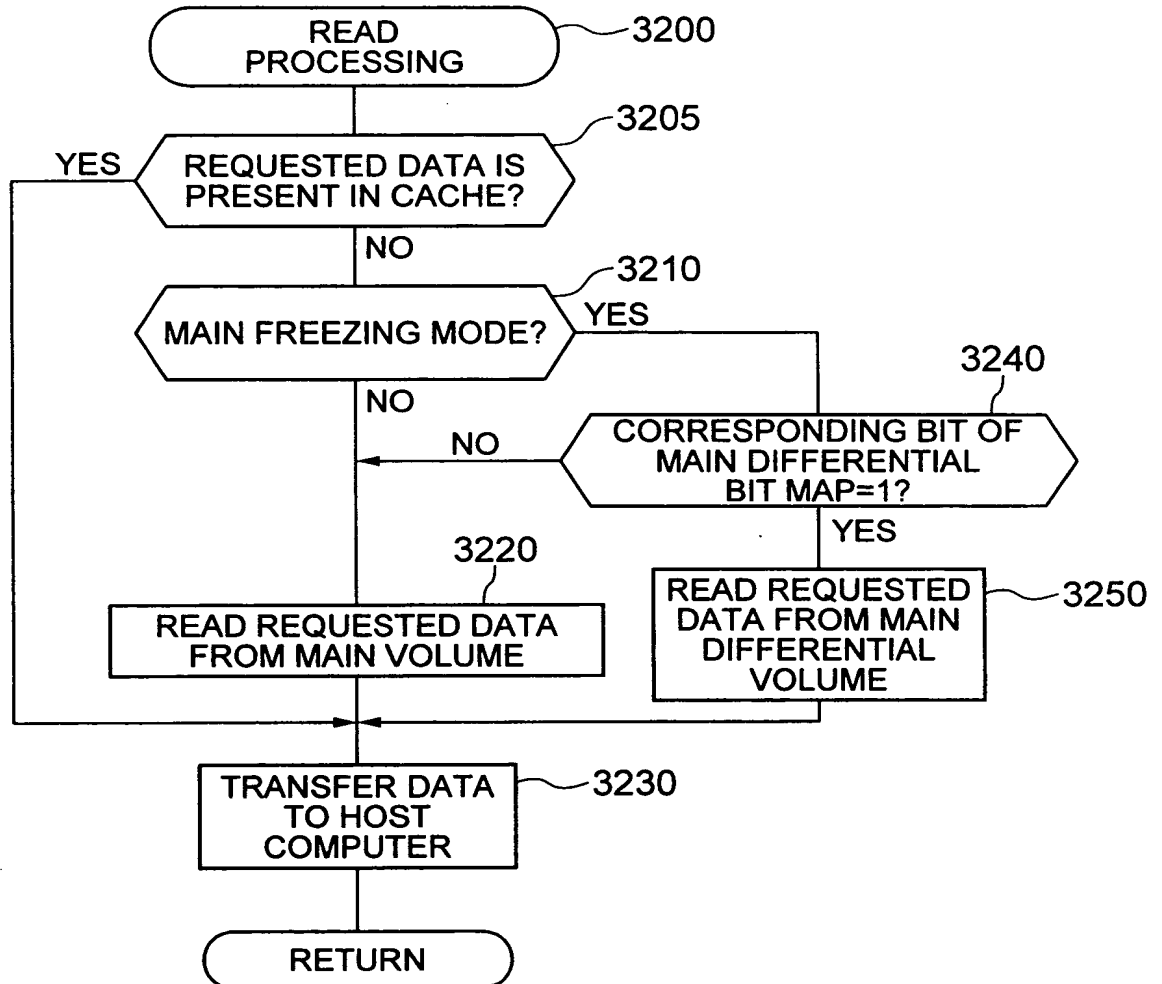 READ
PROCESSING
3200
3205
YES
REQUESTED DATA IS
PRESENT IN CACHE?
NO
3210
MAIN FREEZING MODE?
YES
3240
NO
CORRESPONDING BIT OF
MAIN DIFFERENTIAL
BIT MAP=1?
NO
YES
3220
READ REQUESTED DATA
FROM MAIN VOLUME
READ REQUESTED
DATA FROM MAIN
DIFFERENTIAL
VOLUME
3250
TRANSFER DATA
TO HOST
COMPUTER
3230
RETURN